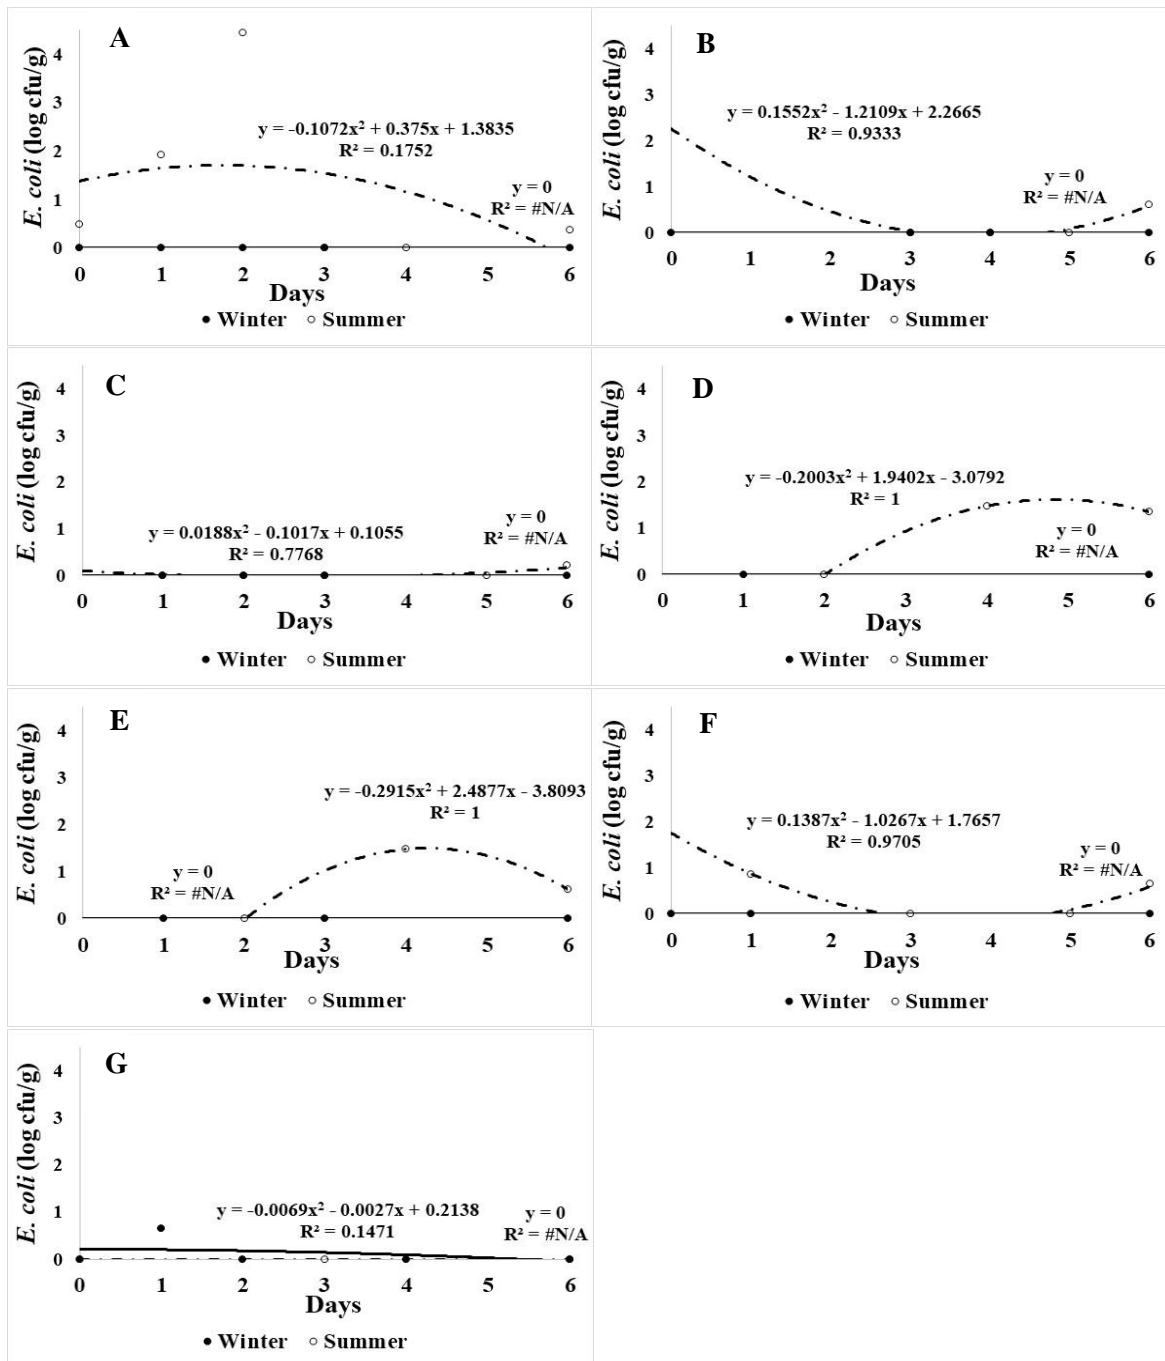 A
E. coli (log cfu/g)
4
3
2
1
0
y = -0.1072x² + 0.375x + 1.3835
R² = 0.1752
y = 0
R² = #N/A
0 1 2 3 4 5 6
Days
Winter Summer
B
E. coli (log cfu/g)
4
3
2
1
0
y = 0.1552x² - 1.2109x + 2.2665
R² = 0.9333
y = 0
R² = #N/A
0 1 2 3 4 5 6
Days
Winter Summer
C
E. coli (log cfu/g)
4
3
2
1
0
y = 0.0188x² - 0.1017x + 0.1055
R² = 0.7768
y = 0
R² = #N/A
0 1 2 3 4 5 6
Days
Winter Summer
D
E. coli (log cfu/g)
4
3
2
1
0
y = -0.2003x² + 1.9402x - 3.0792
R² = 1
y = 0
R² = #N/A
0 1 2 3 4 5 6
Days
Winter Summer
E
E. coli (log cfu/g)
4
3
2
1
0
y = -0.2915x² + 2.4877x - 3.8093
R² = 1
y = 0
R² = #N/A
0 1 2 3 4 5 6
Days
Winter Summer
F
E. coli (log cfu/g)
4
3
2
1
0
y = 0.1387x² - 1.0267x + 1.7657
R² = 0.9705
y = 0
R² = #N/A
0 1 2 3 4 5 6
Days
Winter Summer
G
E. coli (log cfu/g)
4
3
2
1
0
y = -0.0069x² - 0.0027x + 0.2138
R² = 0.1471
y = 0
R² = #N/A
0 1 2 3 4 5 6
Days
Winter Summer